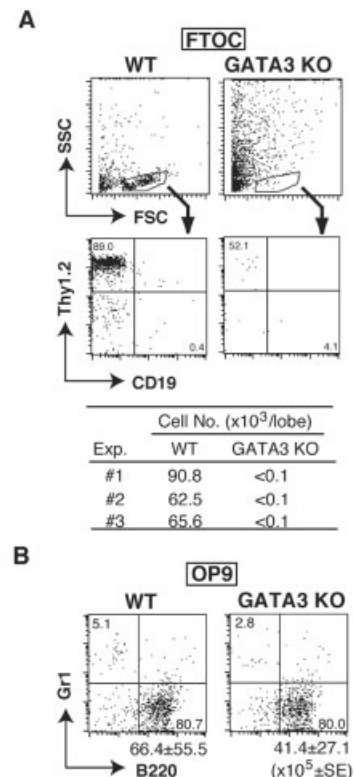 A
FTOC
WT GATA3 KO
SSC
FSC
89.0 52.1
Thy1.2
0.4 4.1
CD19
Cell No. (x10³/lobe)
Exp. WT GATA3 KO
#1 90.8 <0.1
#2 62.5 <0.1
#3 65.6 <0.1
B
OP9
WT GATA3 KO
5.1 2.8
Gr1
80.7 80.0
66.4±55.5 41.4±27.1
B220 (x10⁵±SE)